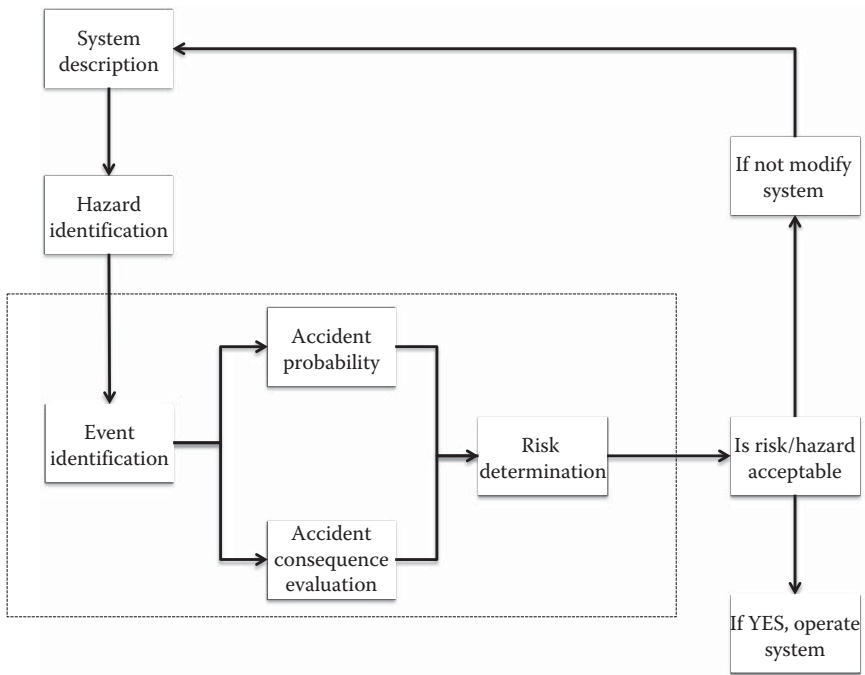 System
description
If not modify
system
Hazard
identification
Accident
probability
Event
identification
Risk
determination
Is risk/hazard
acceptable
Accident
consequence
evaluation
If YES, operate
system